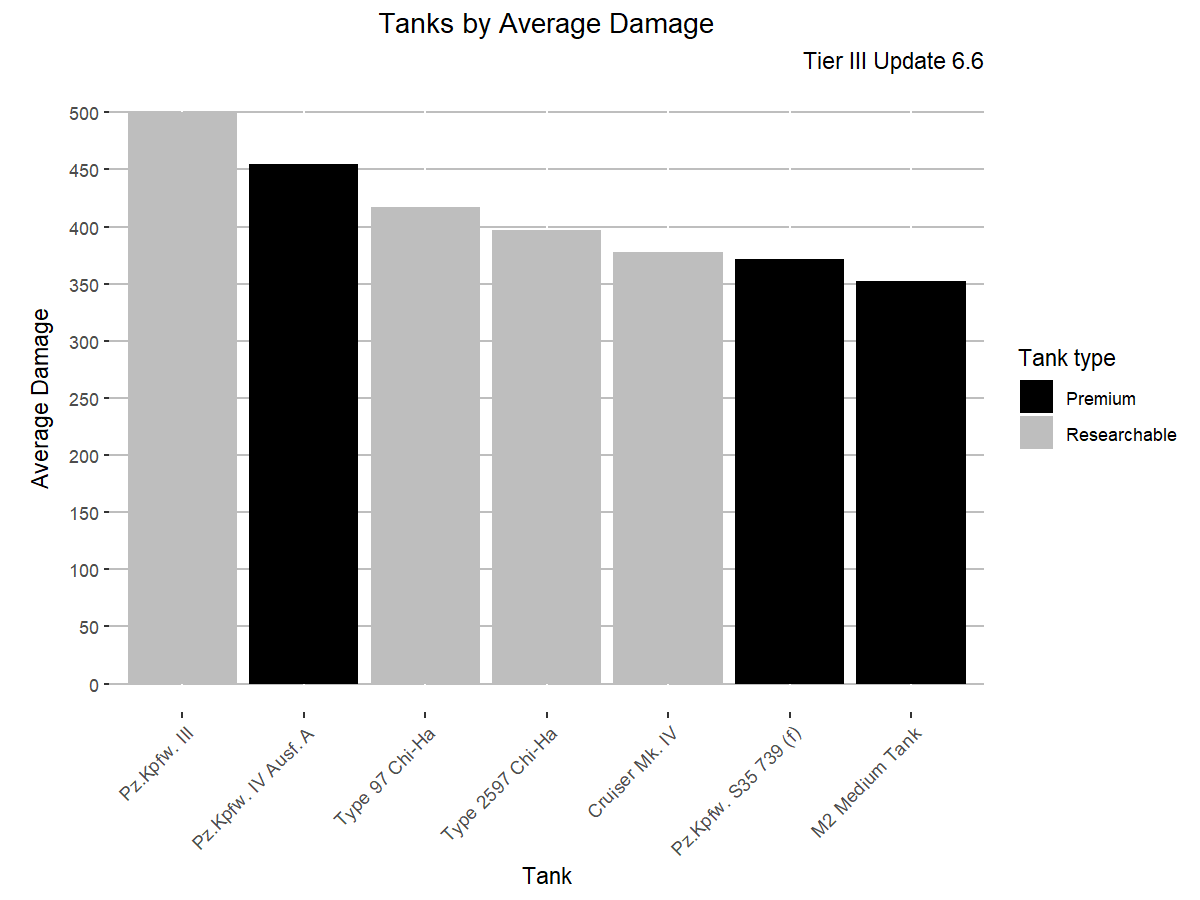 Tanks by Average Damage
Tier III Update 6.6
Average Damage
500
450
400
350
300
250
200
150
100
50
0
Pz.Kpfw. III
Pz.Kpfw. IV Ausf. A
Type 97 Chi-Ha
Type 2597 Chi-Ha
Cruiser Mk. IV
Pz.Kpfw. S35 739 (f)
M2 Medium Tank
Tank
Tank type
Premium
Researchable